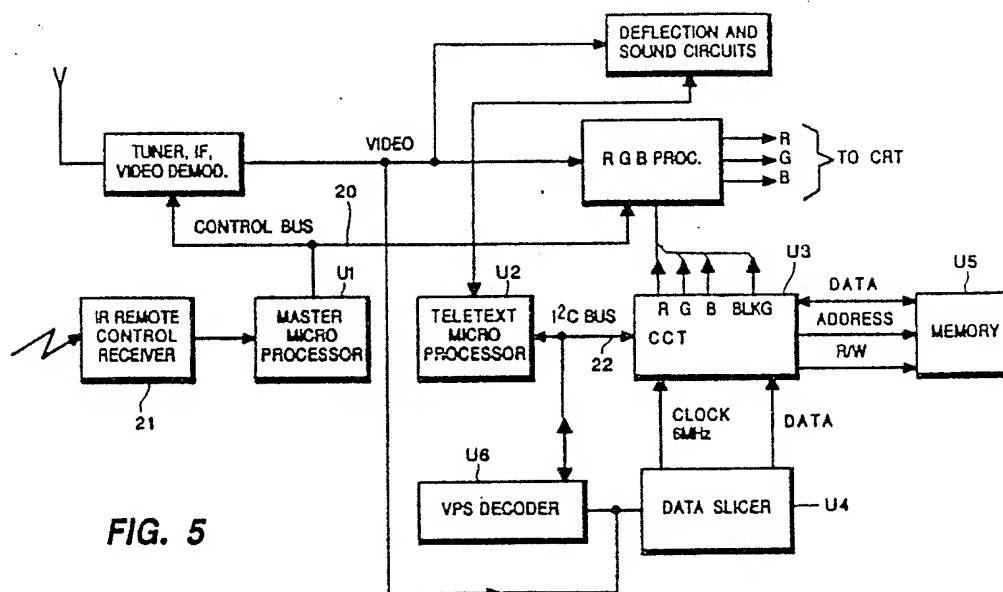 DEFLECTION AND
SOUND CIRCUITS
TUNER, IF,
VIDEO DEMOD.
VIDEO
R G B PROC.
R
G
B
TO CRT
CONTROL BUS
20
U1
U2
U3
U5
IR REMOTE
CONTROL
RECEIVER
21
MASTER
MICRO
PROCESSOR
TELETEXT
MICRO
PROCESSOR
I²C BUS
22
R G B BLKG
CCT
DATA
ADDRESS
R/W
MEMORY
CLOCK
6MHz
DATA
U6
VPS DECODER
DATA SLICER
U4
FIG. 5